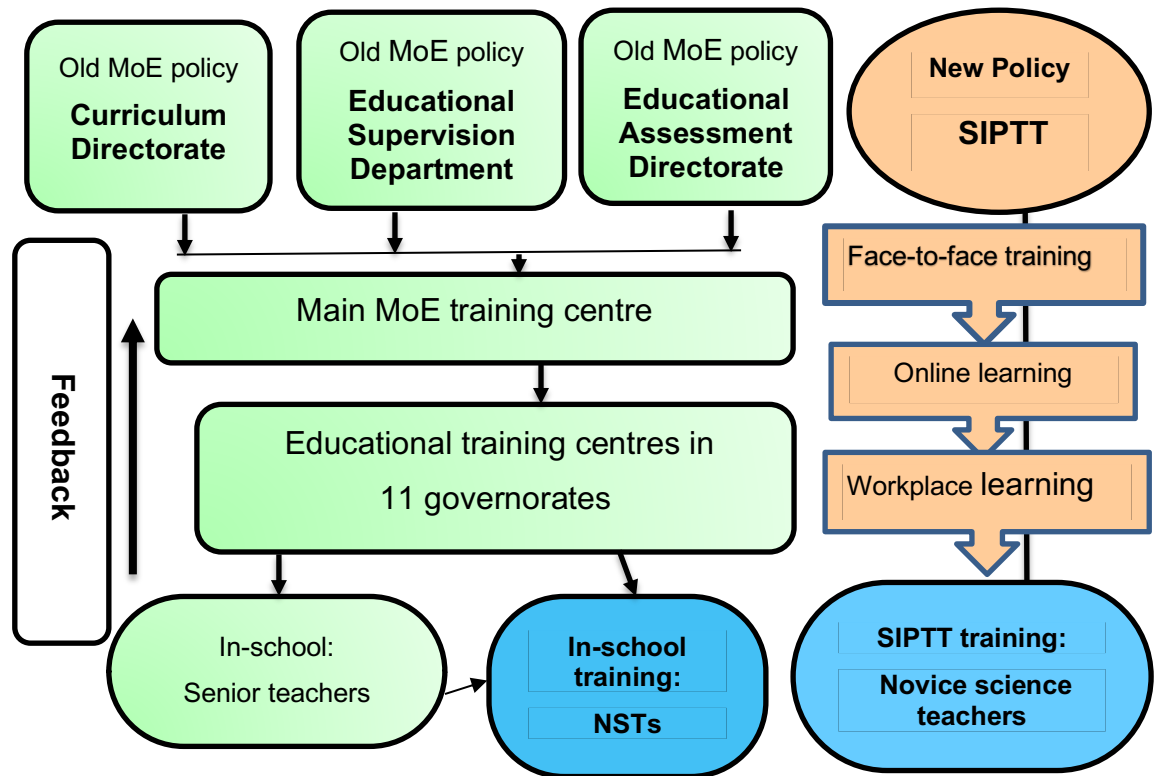 Old MoE policy
Curriculum
Directorate
Old MoE policy
Educational
Supervision
Department
Old MoE policy
Educational
Assessment
Directorate
New Policy
SIPTT
Feedback
Main MoE training centre
Educational training centres in
11 governorates
In-school:
Senior teachers
In-school
training:
NSTs
Face-to-face training
Online learning
Workplace learning
SIPTT training:
Novice science
teachers